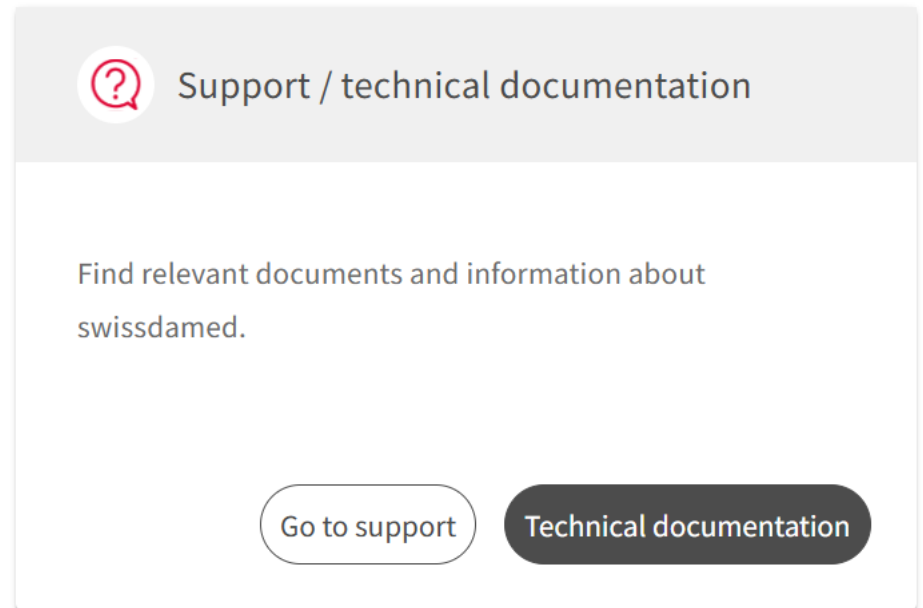 Support / technical documentation
Find relevant documents and information about
swissdamed.
Go to support
Technical documentation